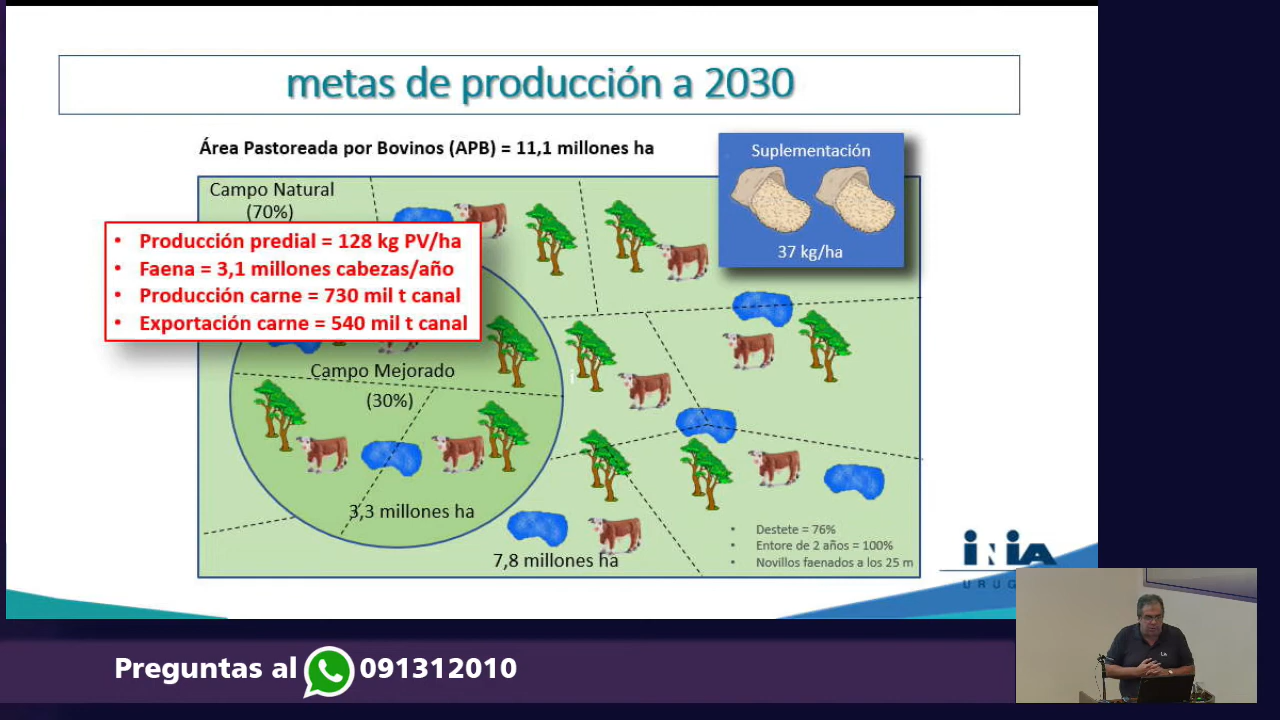 metas de producción a 2030
Área Pastoreada por Bovinos (APB) = 11,1 millones ha
Suplementación
37 kg/ha
Campo Natural
(70%)
• Producción predial = 128 kg PV/ha
• Faena = 3,1 millones cabezas/año
• Producción carne = 730 mil t canal
• Exportación carne = 540 mil t canal
Campo Mejorado
(30%)
3,3 millones ha
7,8 millones ha
• Destete = 76%
• Entore de 2 años = 100%
• Novillos faenados a los 25 m
iNiA
URUG
Preguntas al 091312010